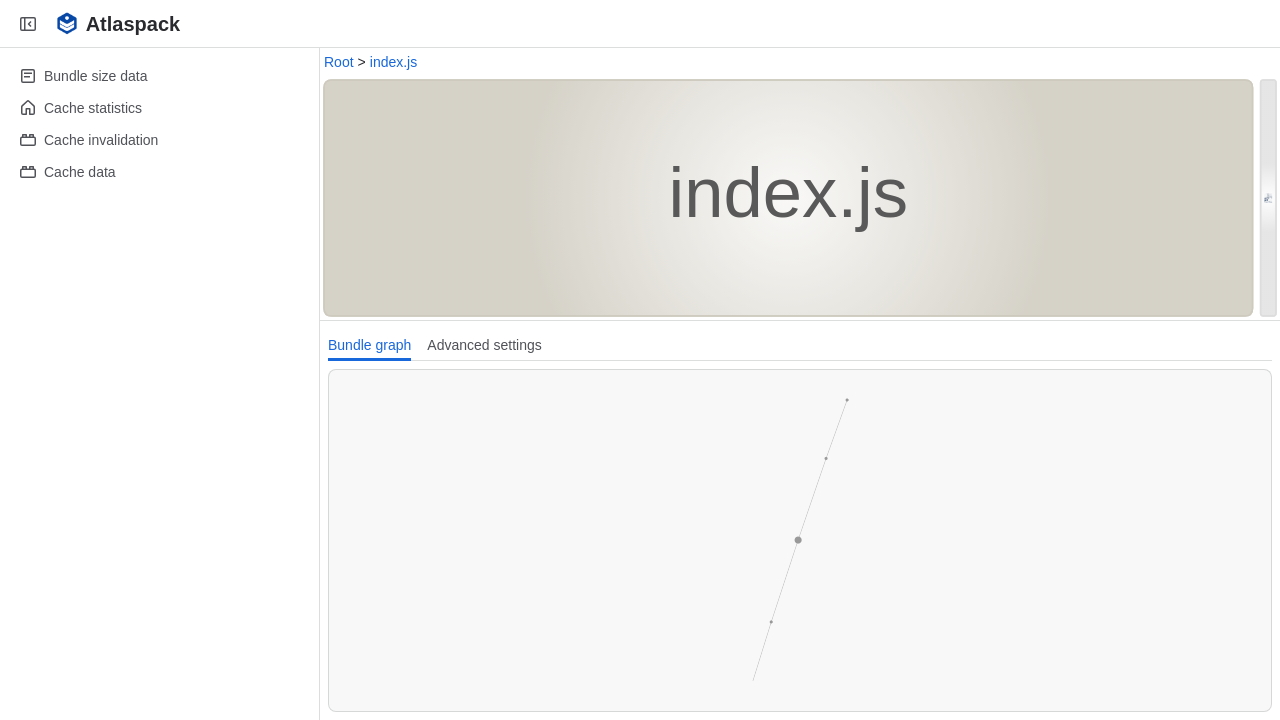 Atlaspack
Bundle size data
Cache statistics
Cache invalidation
Cache data
Root > index.js
index.js
Bundle graph
Advanced settings